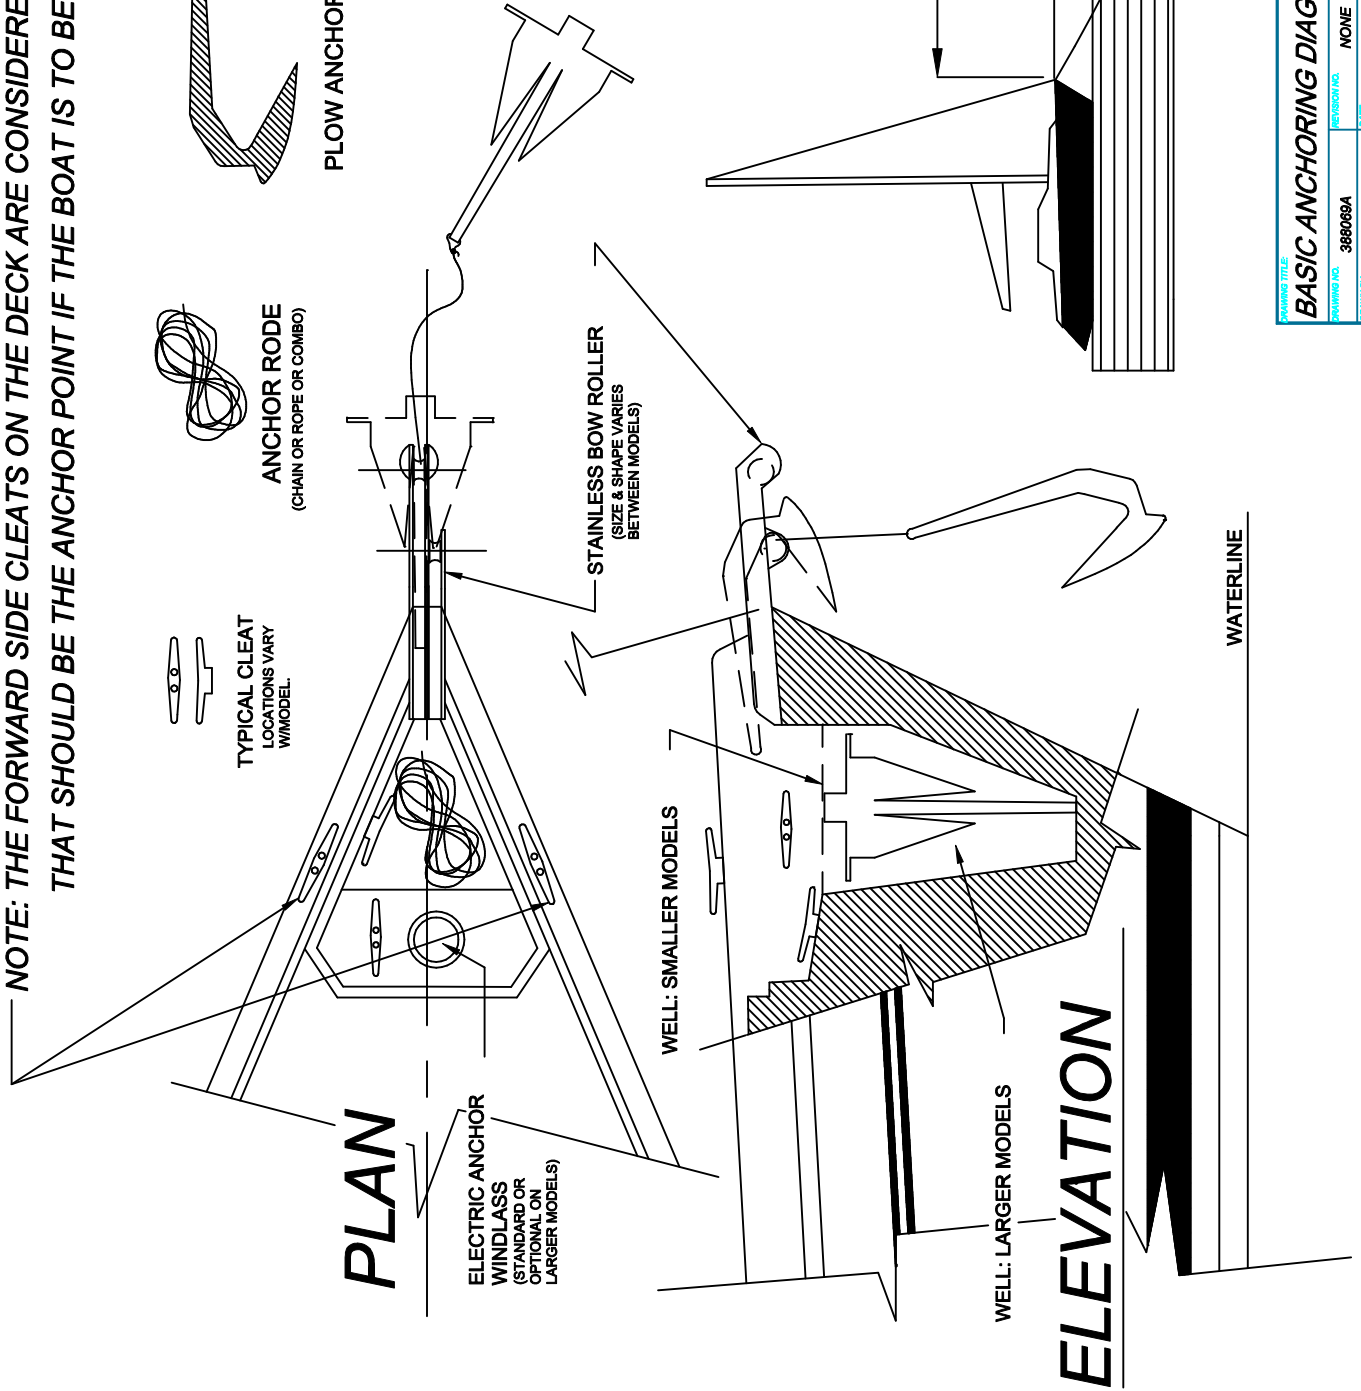 NOTE: THE FORWARD SIDE CLEATS ON THE DECK ARE CONSIDERE
THAT SHOULD BE THE ANCHOR POINT IF THE BOAT IS TO BE
TYPICAL CLEAT
LOCATIONS VARY
W/MODEL.
ANCHOR RODE
(CHAIN OR ROPE OR COMBO)
PLOW ANCHOR
PLAN
ELECTRIC ANCHOR
WINDLASS
(STANDARD OR
OPTIONAL ON
LARGER MODELS)
STAINLESS BOW ROLLER
(SIZE & SHAPE VARIES
BETWEEN MODELS)
WELL: SMALLER MODELS
WELL: LARGER MODELS
ELEVATION
WATERLINE
DRAWING TITLE:
BASIC ANCHORING DIAG
DRAWING NO.
388069A
REVISION NO.
NONE